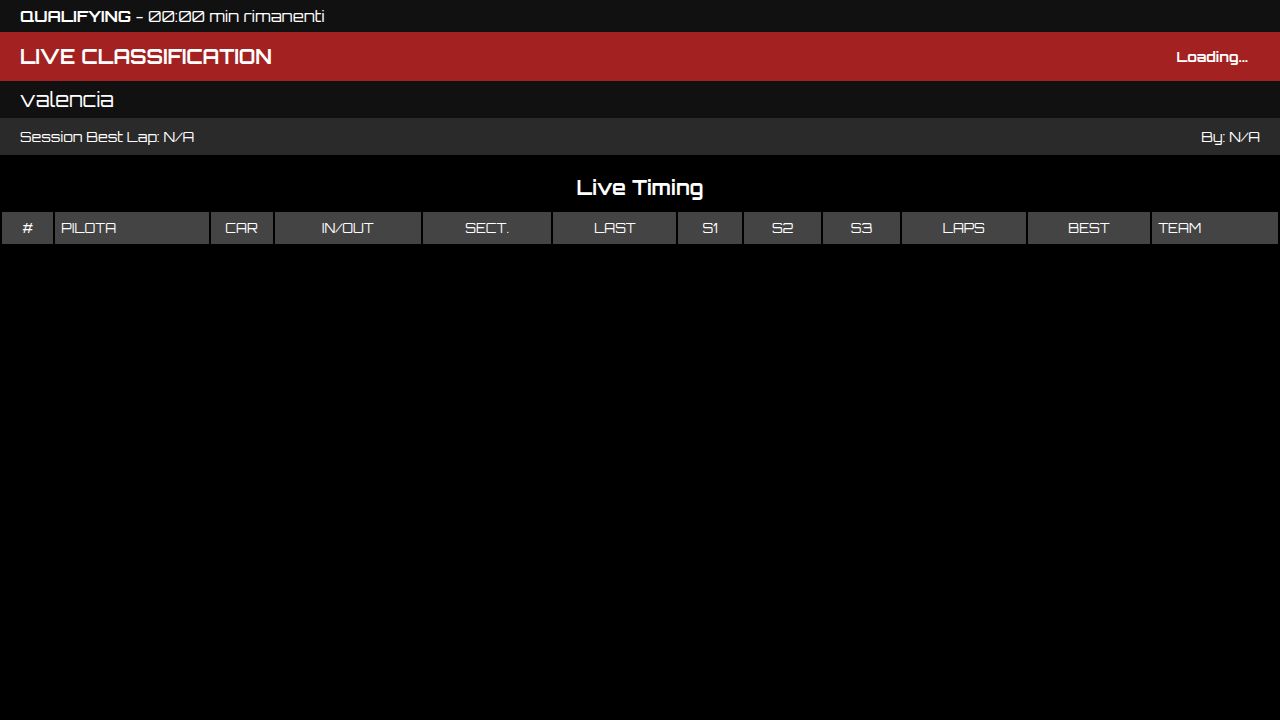 QUALIFYING - 00:00 min rimanenti
LIVE CLASSIFICATION Loading...
valencia
Session Best Lap: N/A By: N/A
Live Timing
# PILOTA CAR IN/OUT SECT. LAST S1 S2 S3 LAPS BEST TEAM